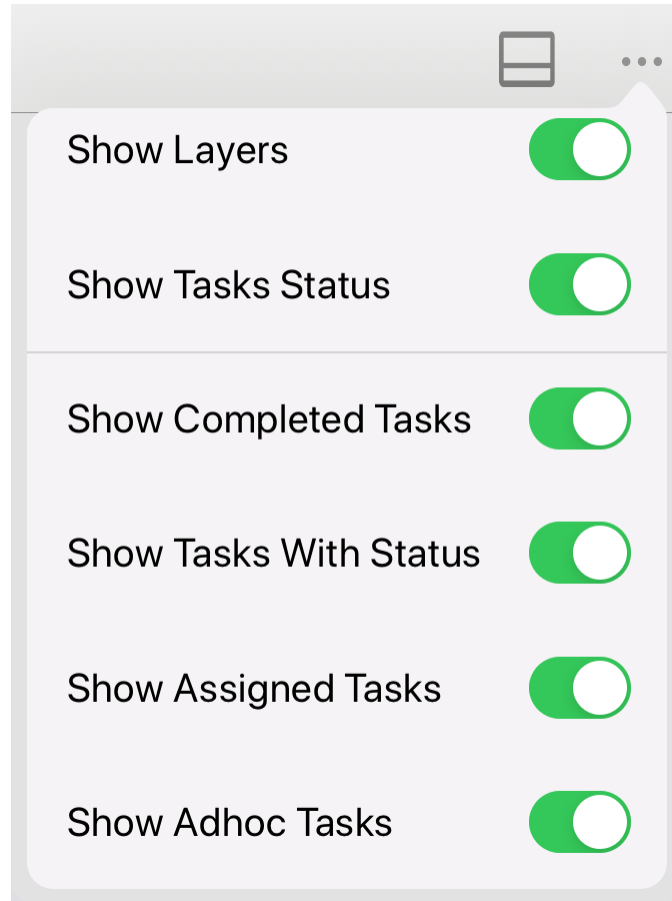 Show Layers
Show Tasks Status
Show Completed Tasks
Show Tasks With Status
Show Assigned Tasks
Show Adhoc Tasks